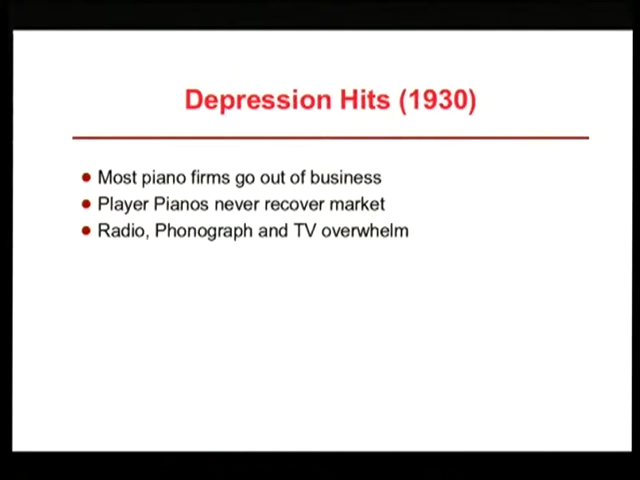 Depression Hits (1930)
Most piano firms go out of business
Player Pianos never recover market
Radio, Phonograph and TV overwhelm